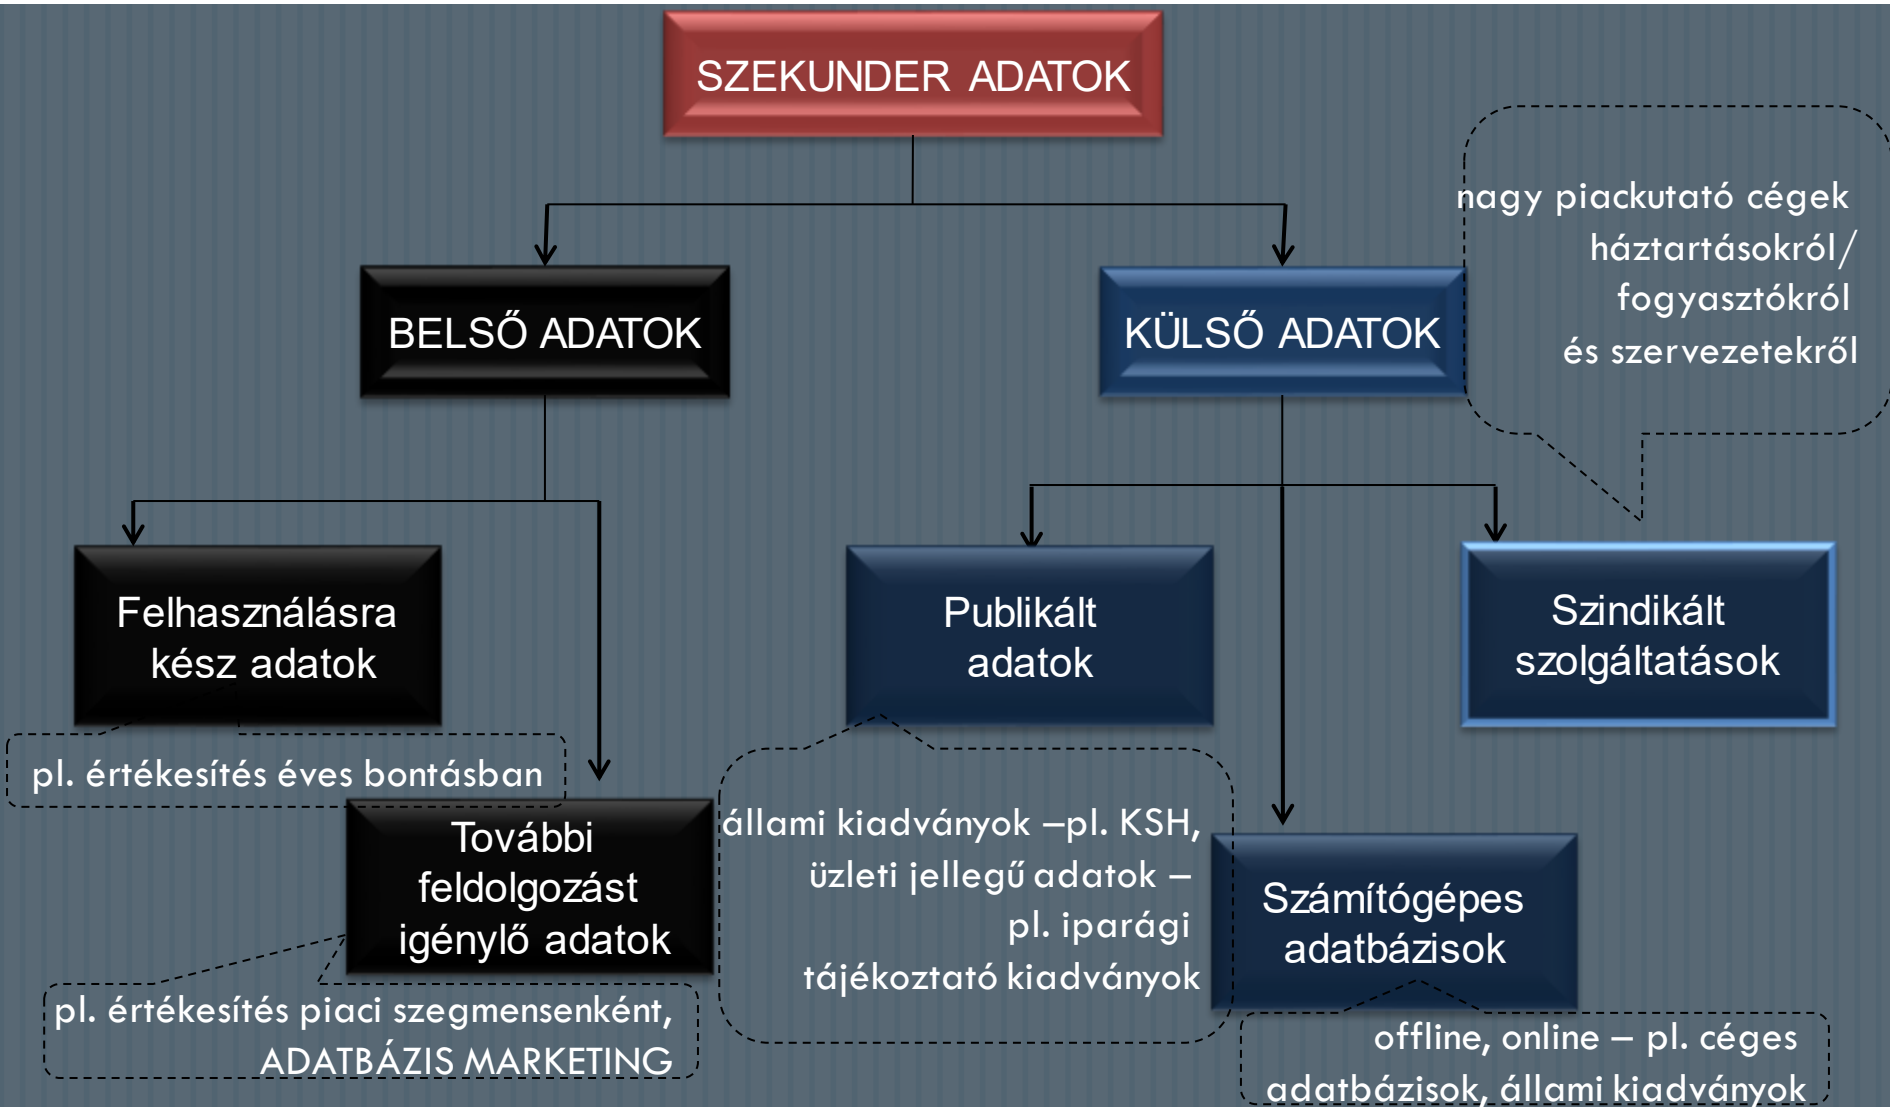 SZEKUNDER ADATOK
nagy piackutató cégek
háztartásokról/
fogyasztókról
és szervezetekről
BELSŐ ADATOK
KÜLSŐ ADATOK
Felhasználásra
kész adatok
Publikált
adatok
Szindikált
szolgáltatások
pl. értékesítés éves bontásban
További
feldolgozást
igénylő adatok
állami kiadványok –pl. KSH,
üzleti jellegű adatok –
pl. iparági
tájékoztató kiadványok
Számítógépes
adatbázisok
pl. értékesítés piaci szegmensenként,
ADATBÁZIS MARKETING
offline, online – pl. céges
adatbázisok, állami kiadványok